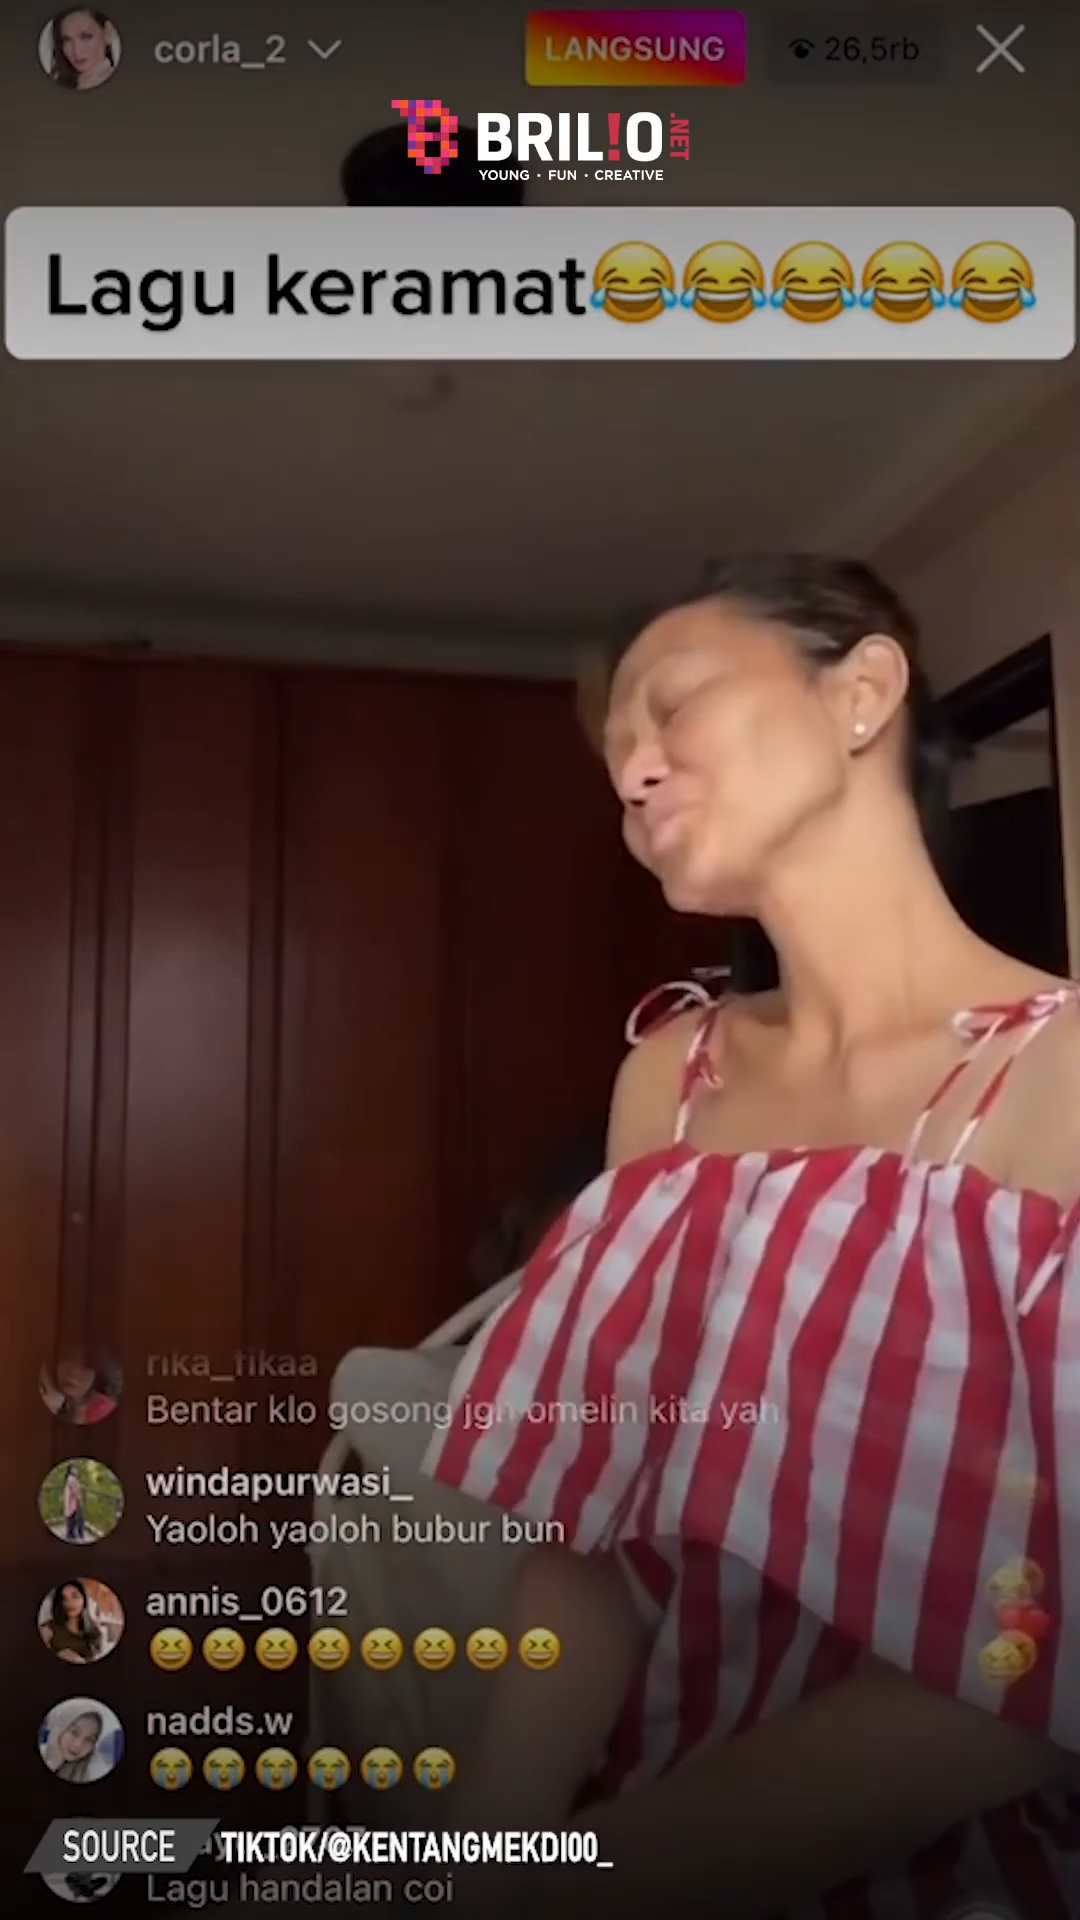 corla_2
LANGSUNG
26,5rb
BRIL!O.NET
YOUNG · FUN · CREATIVE
Lagu keramat😂😂😂😂😂
rika_fikaa
Bentar klo gosong jgn omelin kita yah
windapurwasi_
Yaoloh yaoloh bubur bun
annis_0612
😆😆😆😆😆😆😆😆
nadds.w
😭😭😭😭😭😭
SOURCE TIKTOK/@KENTANGMEKDI00_
Lagu handalan coi